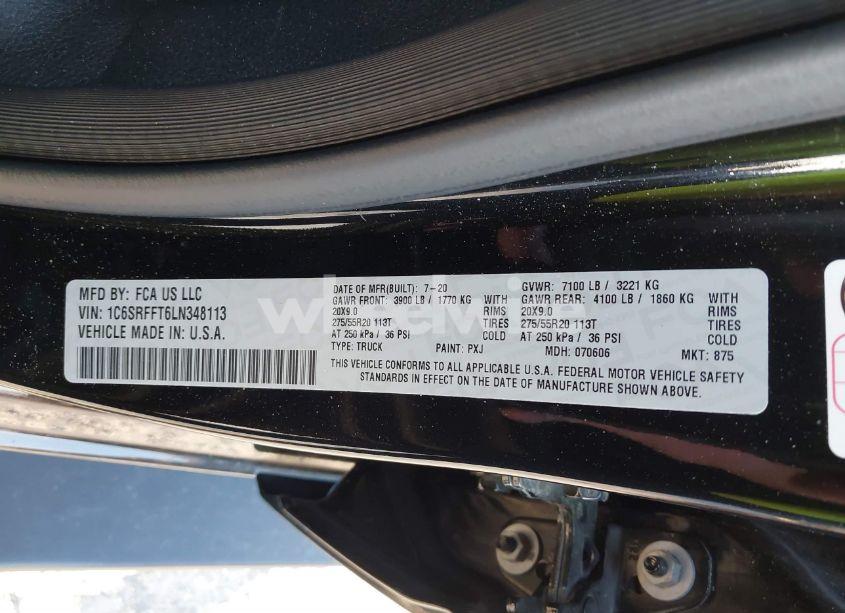 MFD BY: FCA US LLC
VIN: 1C6SRFFT6LN348113
VEHICLE MADE IN: U.S.A.
DATE OF MFR(BUILT): 7-20 GVWR: 7100 LB / 3221 KG
GAWR FRONT: 3900 LB / 1770 KG WITH GAWR REAR: 4100 LB / 1860 KG WITH
20X9.0 RIMS 20X9.0 RIMS
275/55R20 113T TIRES 275/55R20 113T TIRES
AT 250 kPa / 36 PSI COLD AT 250 kPa / 36 PSI COLD
TYPE: TRUCK PAINT: PXJ MDH: 070606 MKT: 875
THIS VEHICLE CONFORMS TO ALL APPLICABLE U.S.A. FEDERAL MOTOR VEHICLE SAFETY
STANDARDS IN EFFECT ON THE DATE OF MANUFACTURE SHOWN ABOVE.